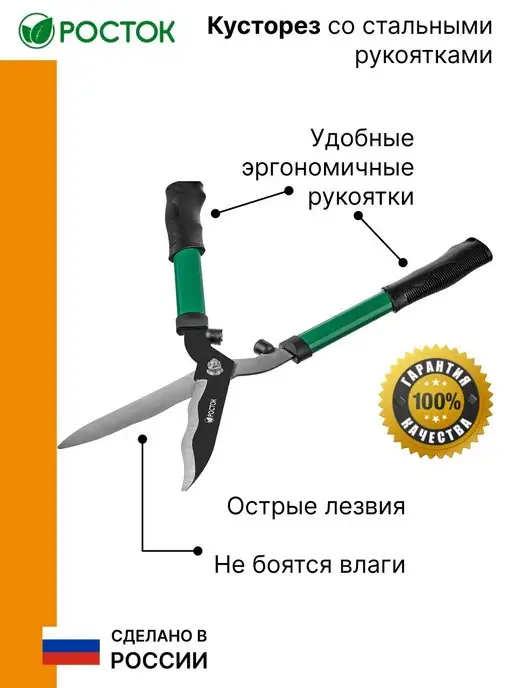 РОСТОК
Кусторез со стальными
рукоятками
Удобные
эргономичные
рукоятки
РОСТОК
ГАРАНТИЯ
100%
КАЧЕСТВА
Острые лезвия
Не боятся влаги
СДЕЛАНО В
РОССИИ